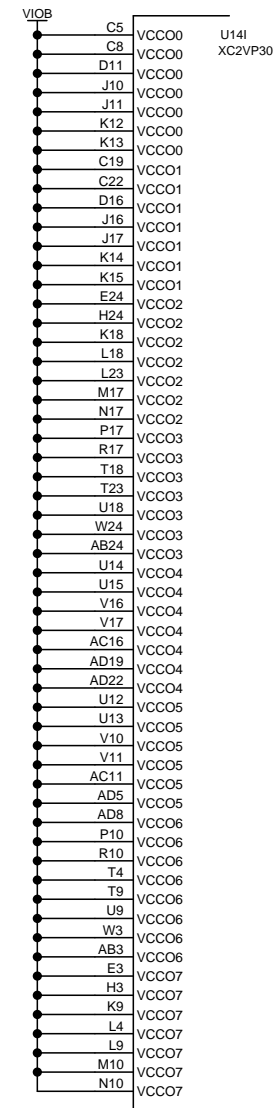 VIOB
U14I
XC2VP30
C5 VCCO0
C8 VCCO0
D11 VCCO0
J10 VCCO0
J11 VCCO0
K12 VCCO0
K13 VCCO0
C19 VCCO1
C22 VCCO1
D16 VCCO1
J16 VCCO1
J17 VCCO1
K14 VCCO1
K15 VCCO1
E24 VCCO2
H24 VCCO2
K18 VCCO2
L18 VCCO2
L23 VCCO2
M17 VCCO2
N17 VCCO2
P17 VCCO3
R17 VCCO3
T18 VCCO3
T23 VCCO3
U18 VCCO3
W24 VCCO3
AB24 VCCO3
U14 VCCO4
U15 VCCO4
V16 VCCO4
V17 VCCO4
AC16 VCCO4
AD19 VCCO4
AD22 VCCO4
U12 VCCO5
U13 VCCO5
V10 VCCO5
V11 VCCO5
AC11 VCCO5
AD5 VCCO5
AD8 VCCO6
P10 VCCO6
R10 VCCO6
T4 VCCO6
T9 VCCO6
U9 VCCO6
W3 VCCO6
AB3 VCCO6
E3 VCCO7
H3 VCCO7
K9 VCCO7
L4 VCCO7
L9 VCCO7
M10 VCCO7
N10 VCCO7